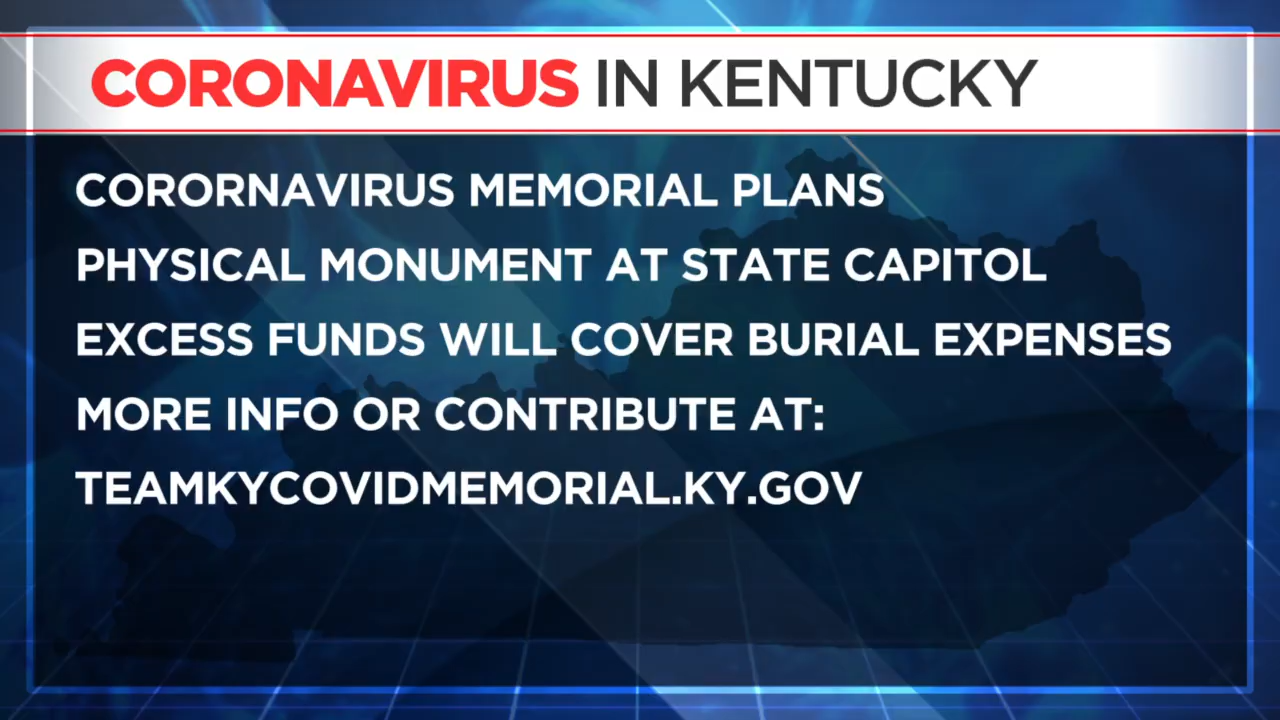 CORONAVIRUS IN KENTUCKY
CORORNAVIRUS MEMORIAL PLANS
PHYSICAL MONUMENT AT STATE CAPITOL
EXCESS FUNDS WILL COVER BURIAL EXPENSES
MORE INFO OR CONTRIBUTE AT:
TEAMKYCOVIDMEMORIAL.KY.GOV